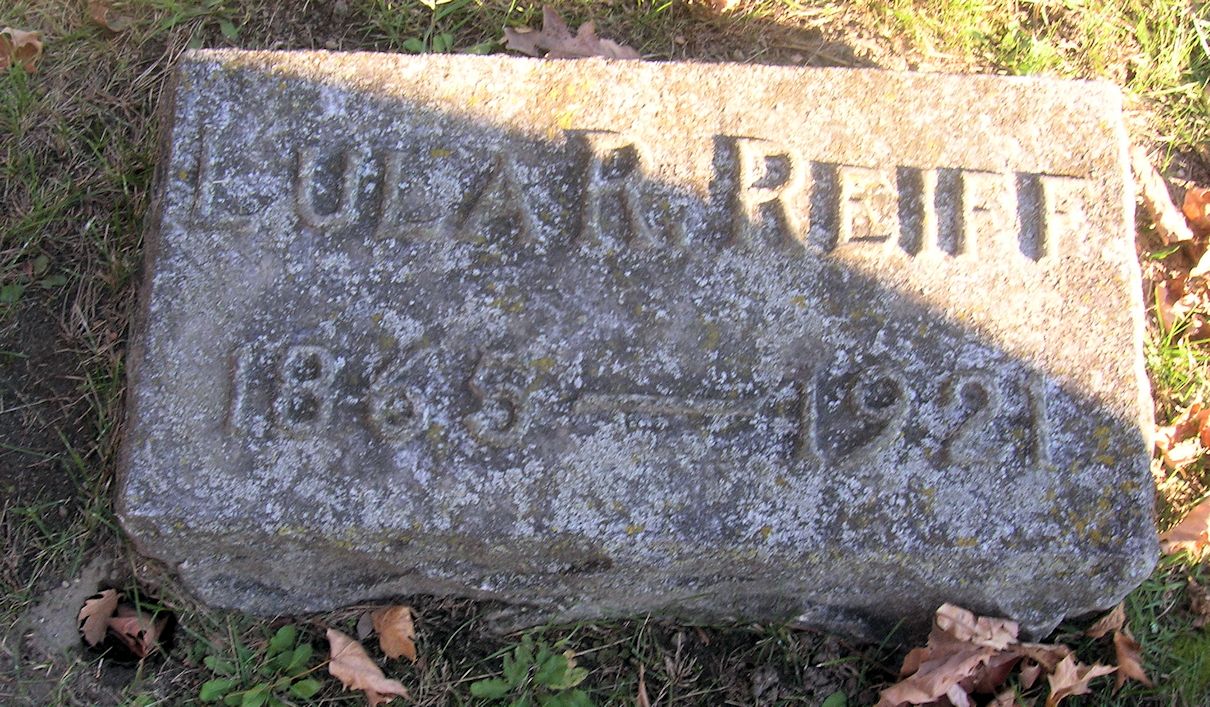 LULA R. REIFF
1865 — 1921